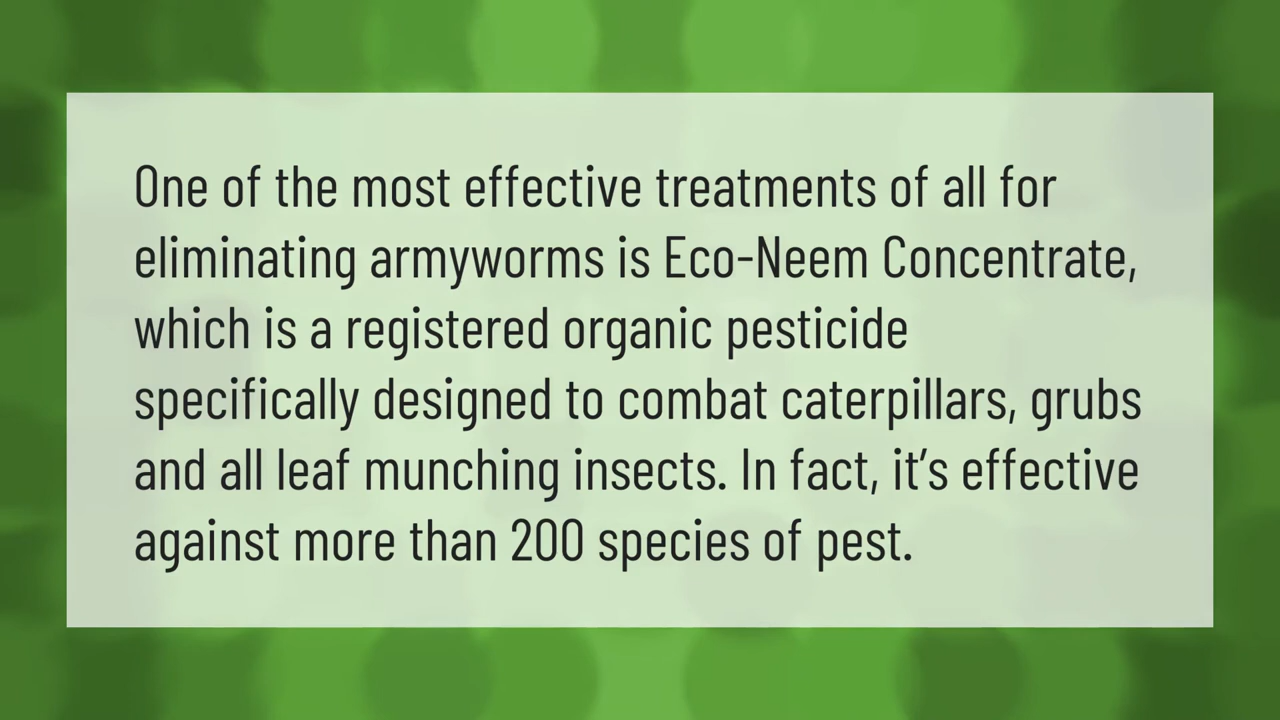 One of the most effective treatments of all for
eliminating armyworms is Eco-Neem Concentrate,
which is a registered organic pesticide
specifically designed to combat caterpillars, grubs
and all leaf munching insects. In fact, it’s effective
against more than 200 species of pest.